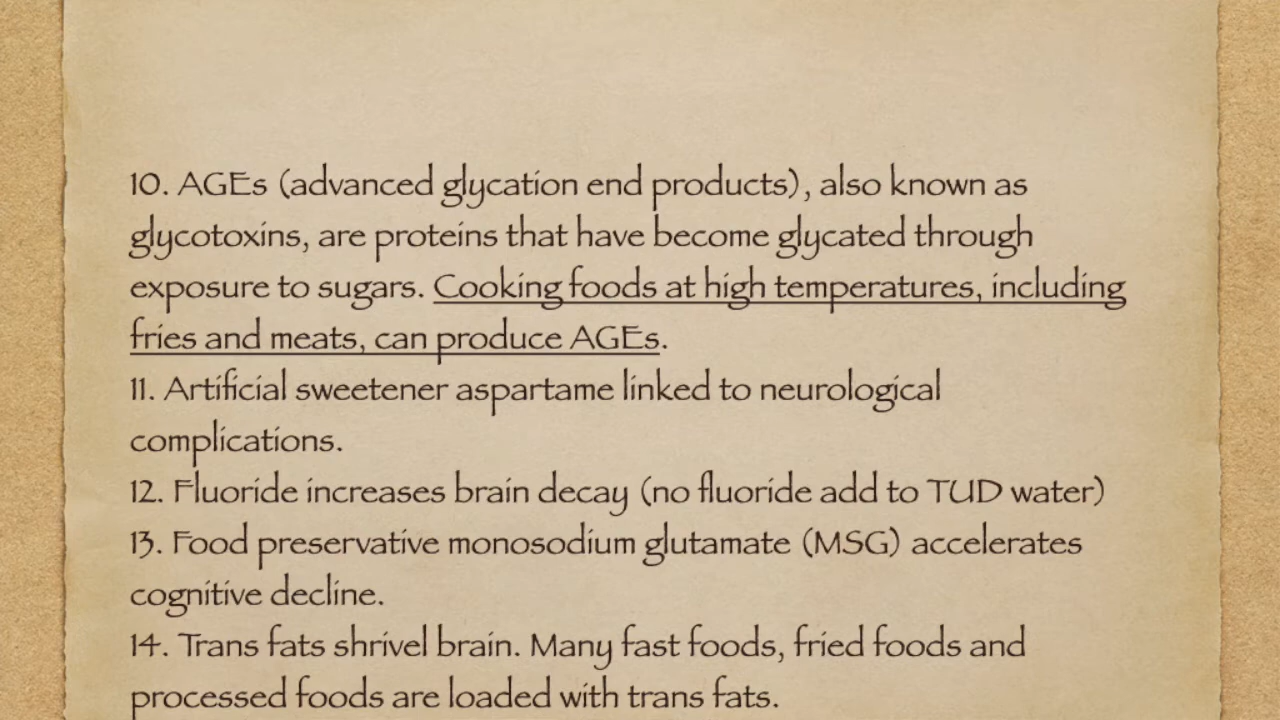 10. AGEs (advanced glycation end products), also known as
glycotoxins, are proteins that have become glycated through
exposure to sugars. Cooking foods at high temperatures, including
fries and meats, can produce AGEs.
11. Artificial sweetener aspartame linked to neurological
complications.
12. Fluoride increases brain decay (no fluoride add to TUD water)
13. Food preservative monosodium glutamate (MSG) accelerates
cognitive decline.
14. Trans fats shrivel brain. Many fast foods, fried foods and
processed foods are loaded with trans fats.